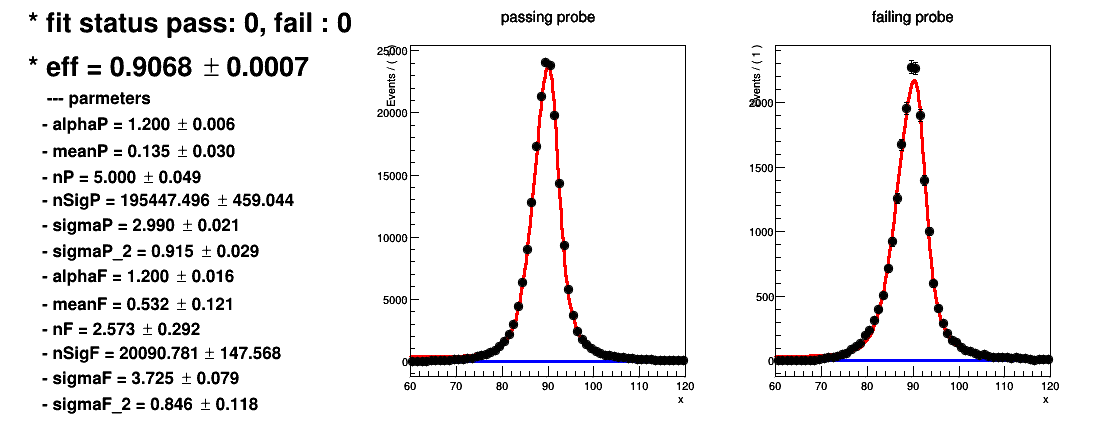 * fit status pass: 0, fail : 0
* eff = 0.9068 ± 0.0007
--- parmeters
- alphaP = 1.200 ± 0.006
- meanP = 0.135 ± 0.030
- nP = 5.000 ± 0.049
- nSigP = 195447.496 ± 459.044
- sigmaP = 2.990 ± 0.021
- sigmaP_2 = 0.915 ± 0.029
- alphaF = 1.200 ± 0.016
- meanF = 0.532 ± 0.121
- nF = 2.573 ± 0.292
- nSigF = 20090.781 ± 147.568
- sigmaF = 3.725 ± 0.079
- sigmaF_2 = 0.846 ± 0.118
passing probe
Events / ( 1 )
25000
20000
15000
10000
5000
0
60 70 80 90 100 110 120
x
failing probe
Events / ( 1 )
2000
1500
1000
500
0
60 70 80 90 100 110 120
x